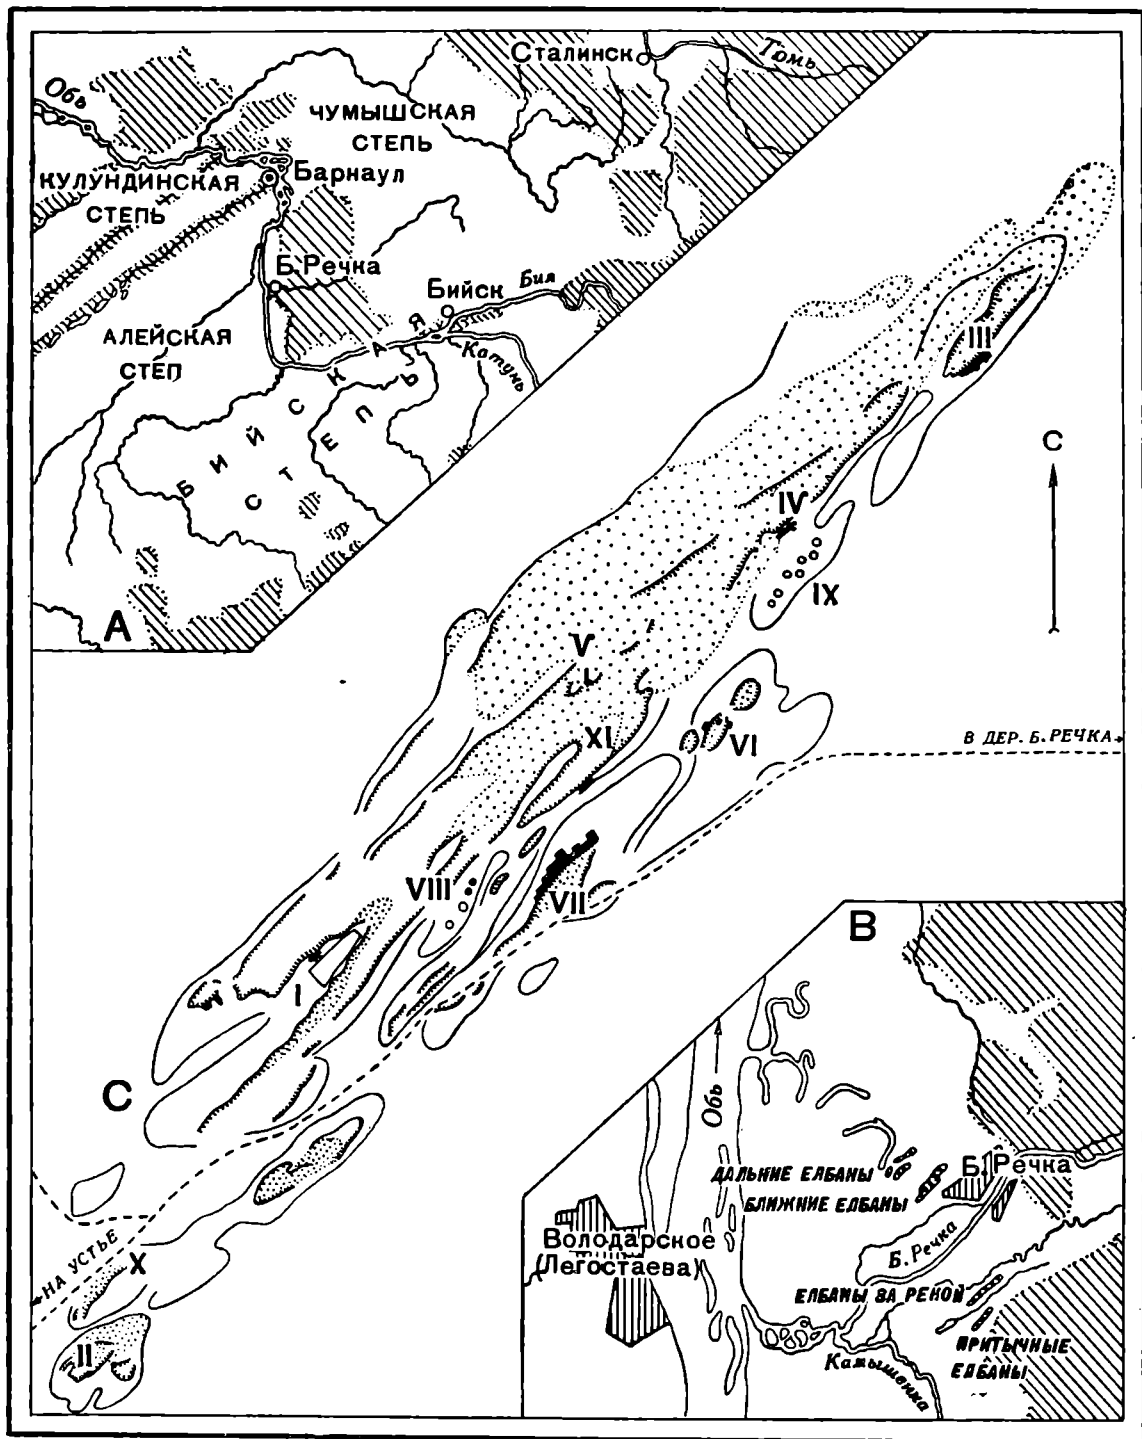 Сталинск
Томь
Обь
ЧУМЫШСКАЯ
СТЕПЬ
КУЛУНДИНСКАЯ
СТЕПЬ
Барнаул
Б.Речка
Бийск
Бия
Катунь
АЛЕЙСКАЯ
СТЕП
БИЙСКАЯ
СТЕПЬ
А
III
С
IV
IX
V
XI
VI
В ДЕР. Б. РЕЧКА
VIII
VII
I
С
НА УСТЬЕ
X
II
В
Обь
ДАЛЬНИЕ ЕЛБАНЫ
Б. Речка
БЛИЖНИЕ ЕЛБАНЫ
Володарское
(Легостаева)
Б. Речка
ЕЛБАНЫ ЗА РЕКОЙ
Камышенка
ПРИТЫЧНЫЕ
ЕЛБАНЫ